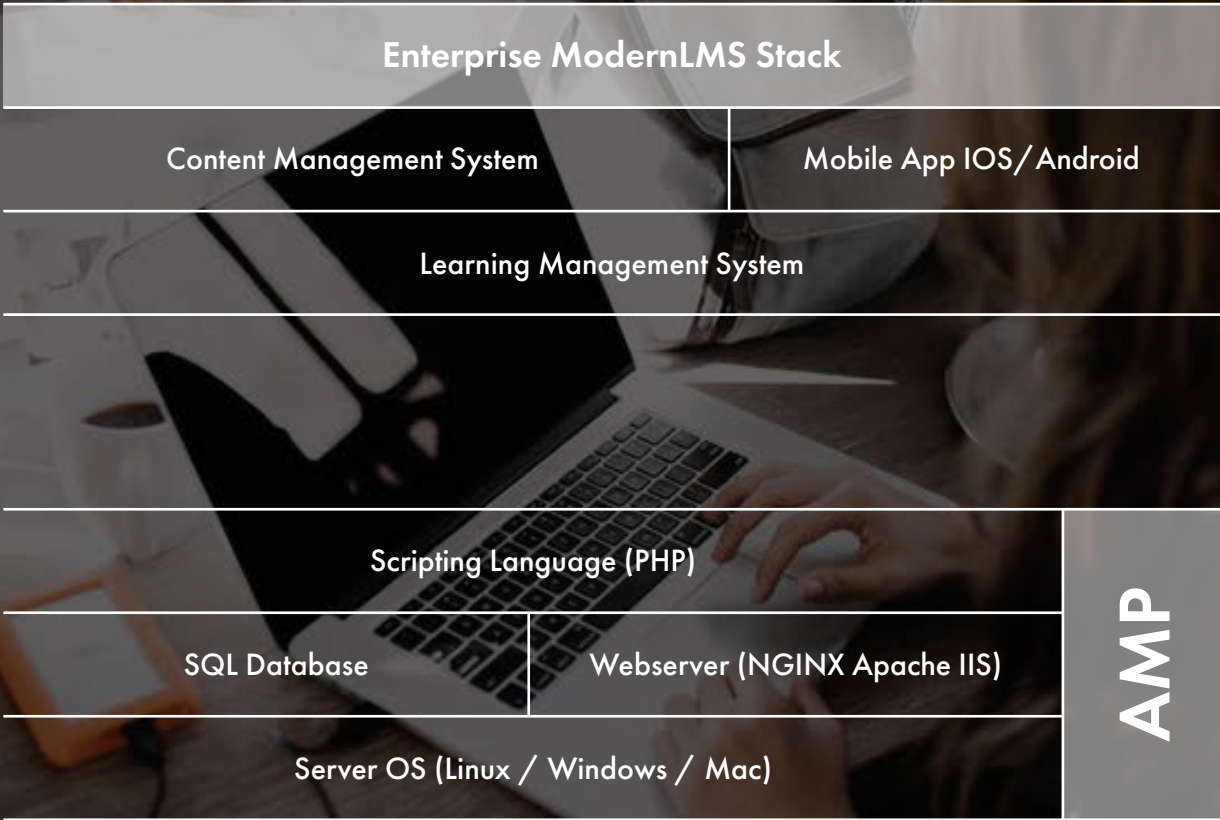 Enterprise ModernLMS Stack
Content Management System
Mobile App IOS/Android
Learning Management System
Scripting Language (PHP)
AMP
SQL Database
Webserver (NGINX Apache IIS)
Server OS (Linux / Windows / Mac)